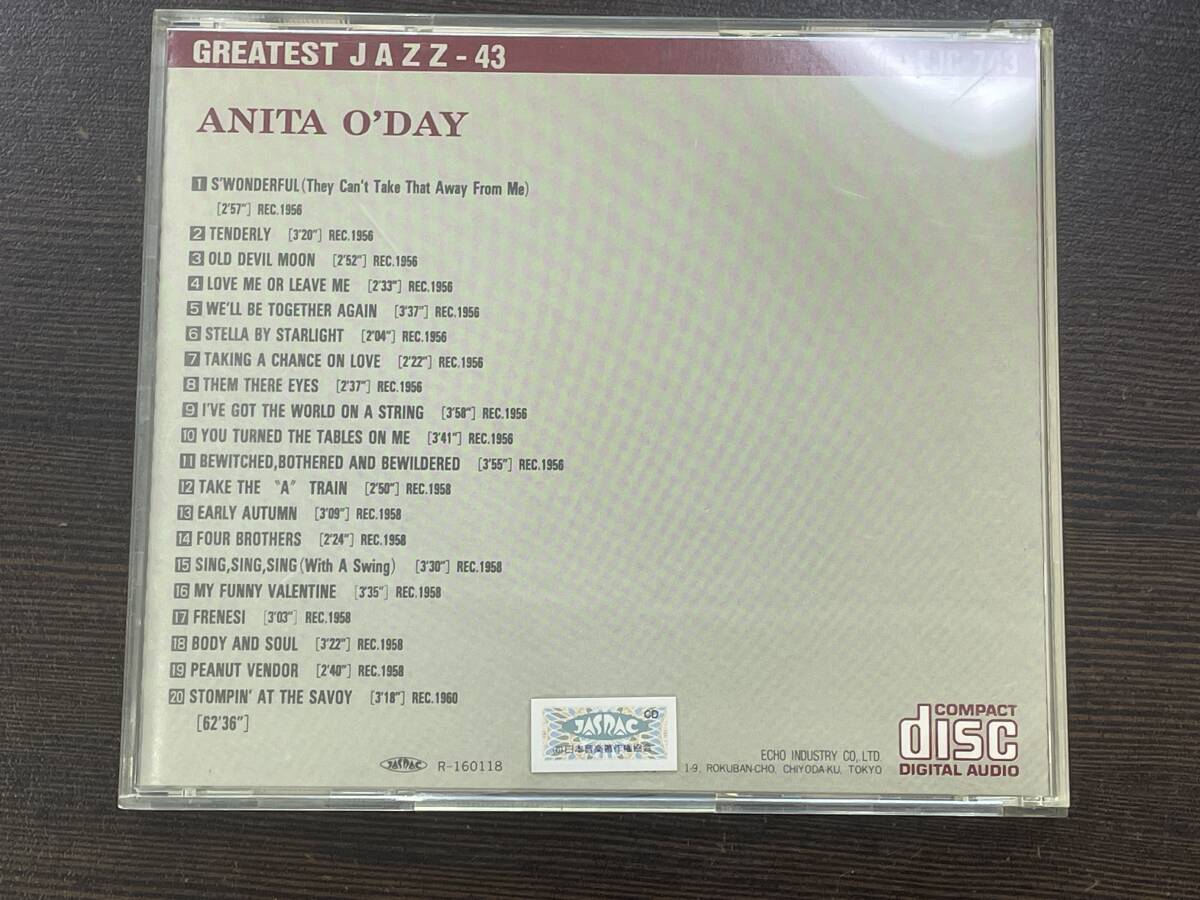 GREATEST JAZZ - 43
ANITA O'DAY
1 S'WONDERFUL (They Can't Take That Away From Me)
[2'57"] REC.1956
2 TENDERLY [3'20"] REC.1956
3 OLD DEVIL MOON [2'52"] REC.1956
4 LOVE ME OR LEAVE ME [2'33"] REC.1956
5 WE'LL BE TOGETHER AGAIN [3'37"] REC.1956
6 STELLA BY STARLIGHT [2'04"] REC.1956
7 TAKING A CHANCE ON LOVE [2'22"] REC.1956
8 THEM THERE EYES [2'37"] REC.1956
9 I'VE GOT THE WORLD ON A STRING [3'58"] REC.1956
10 YOU TURNED THE TABLES ON ME [3'41"] REC.1956
11 BEWITCHED,BOTHERED AND BEWILDERED [3'55"] REC.1956
12 TAKE THE "A" TRAIN [2'50"] REC.1958
13 EARLY AUTUMN [3'09"] REC.1958
14 FOUR BROTHERS [2'24"] REC.1958
15 SING,SING,SING (With A Swing) [3'30"] REC.1958
16 MY FUNNY VALENTINE [3'35"] REC.1958
17 FRENESI [3'03"] REC.1958
18 BODY AND SOUL [3'22"] REC.1958
19 PEANUT VENDOR [2'40"] REC.1958
20 STOMPIN' AT THE SAVOY [3'18"] REC.1960
[62'36"]
JASRAC R-160118
CD
JASRAC
日本音楽著作権協会
ECHO INDUSTRY CO., LTD.
1-9, ROKUBAN-CHO, CHIYODA-KU, TOKYO
COMPACT
disc
DIGITAL AUDIO